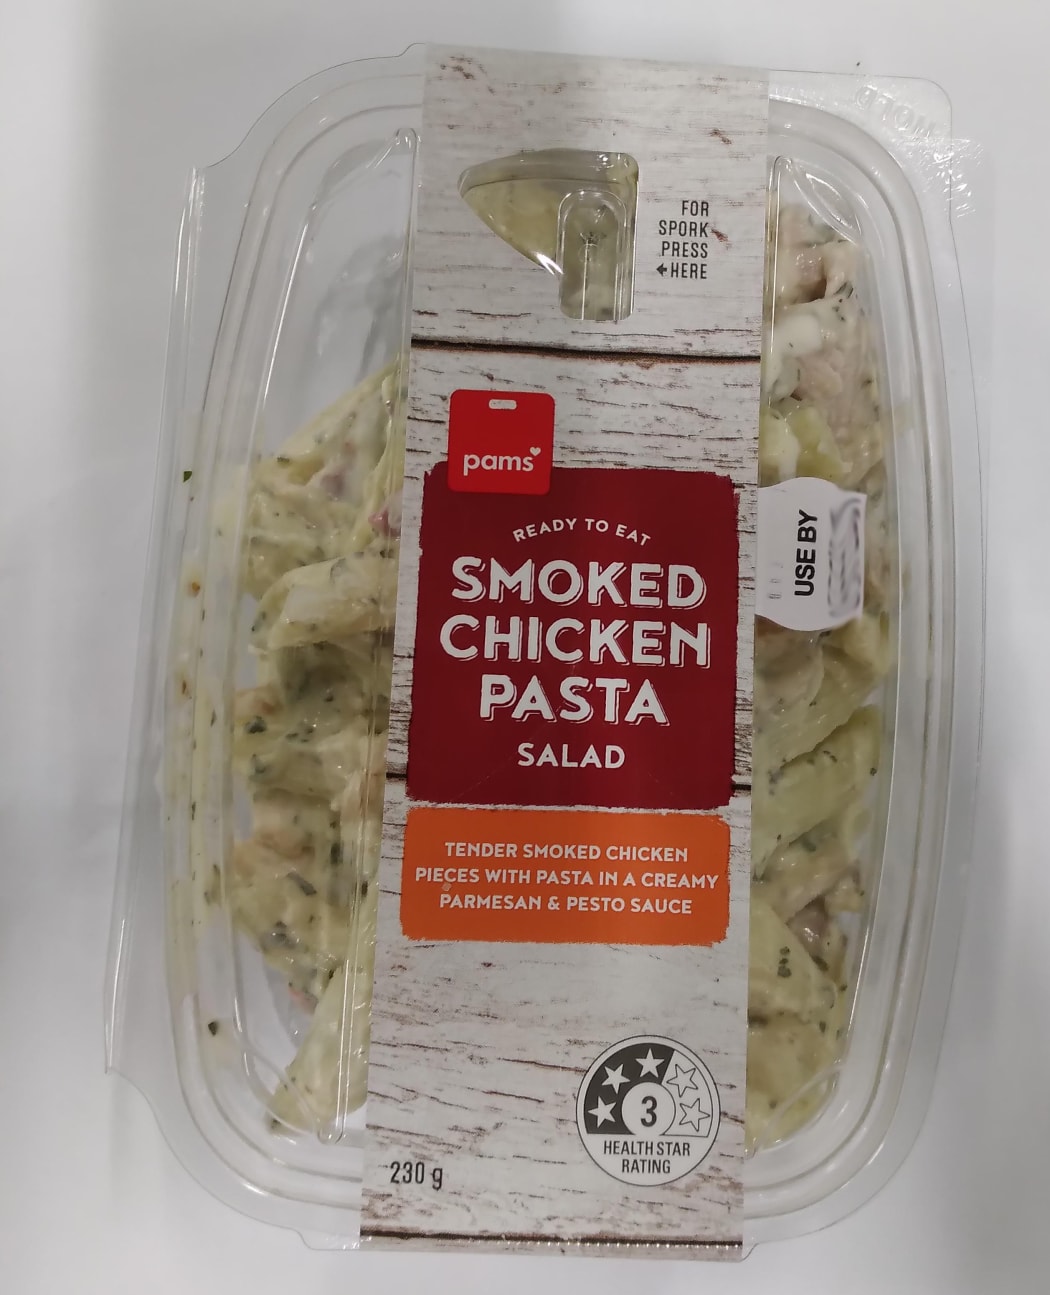 HOLD
FOR
SPORK
PRESS
←HERE
pams
READY TO EAT
SMOKED
CHICKEN
PASTA
SALAD
USE BY
TENDER SMOKED CHICKEN
PIECES WITH PASTA IN A CREAMY
PARMESAN & PESTO SAUCE
3
HEALTH STAR
RATING
230 g